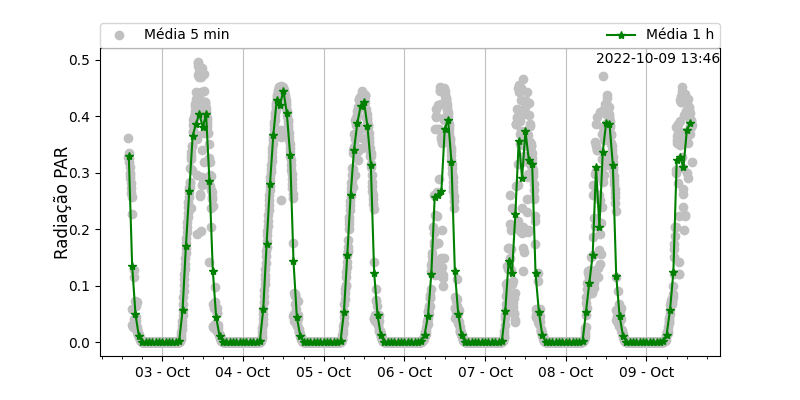 Média 5 min
Média 1 h
2022-10-09 13:46
Radiação PAR
0.5
0.4
0.3
0.2
0.1
0.0
03 - Oct
04 - Oct
05 - Oct
06 - Oct
07 - Oct
08 - Oct
09 - Oct